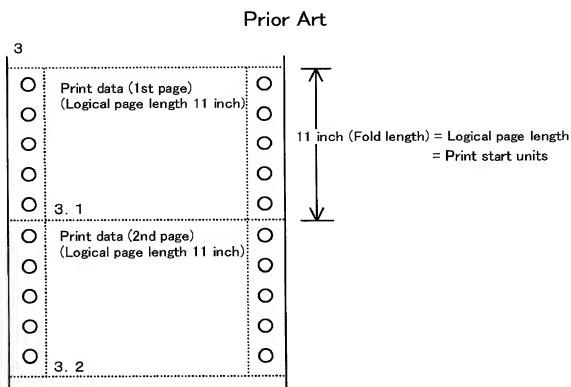 Prior Art
3
Print data (1st page)
(Logical page length 11 inch)
11 inch (Fold length) = Logical page length
= Print start units
3. 1
Print data (2nd page)
(Logical page length 11 inch)
3. 2